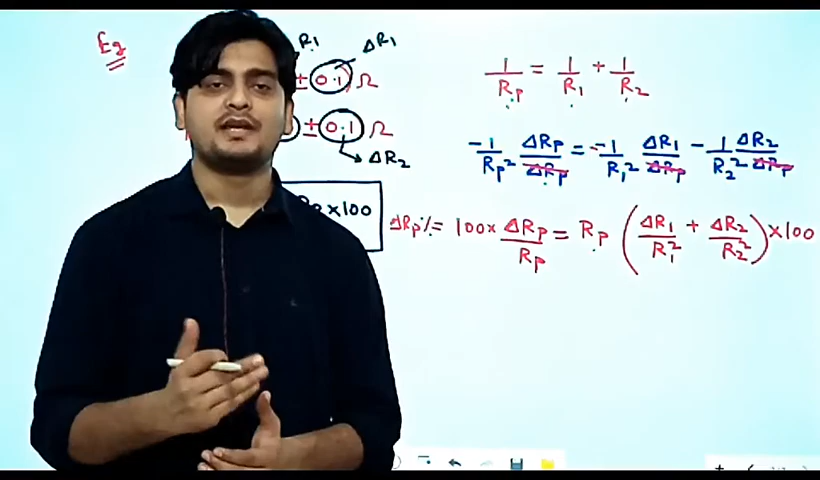 Eg
R1 ΔR1
± 0.1 Ω
± 0.1 Ω
ΔR2
×100
1/Rp = 1/R1 + 1/R2
-1/Rp² ΔRp/ΔRp = -1/R1² ΔR1/ΔRp - 1/R2² ΔR2/ΔRp
ΔRp% = 100× ΔRp/Rp = Rp (ΔR1/R1² + ΔR2/R2²) ×100